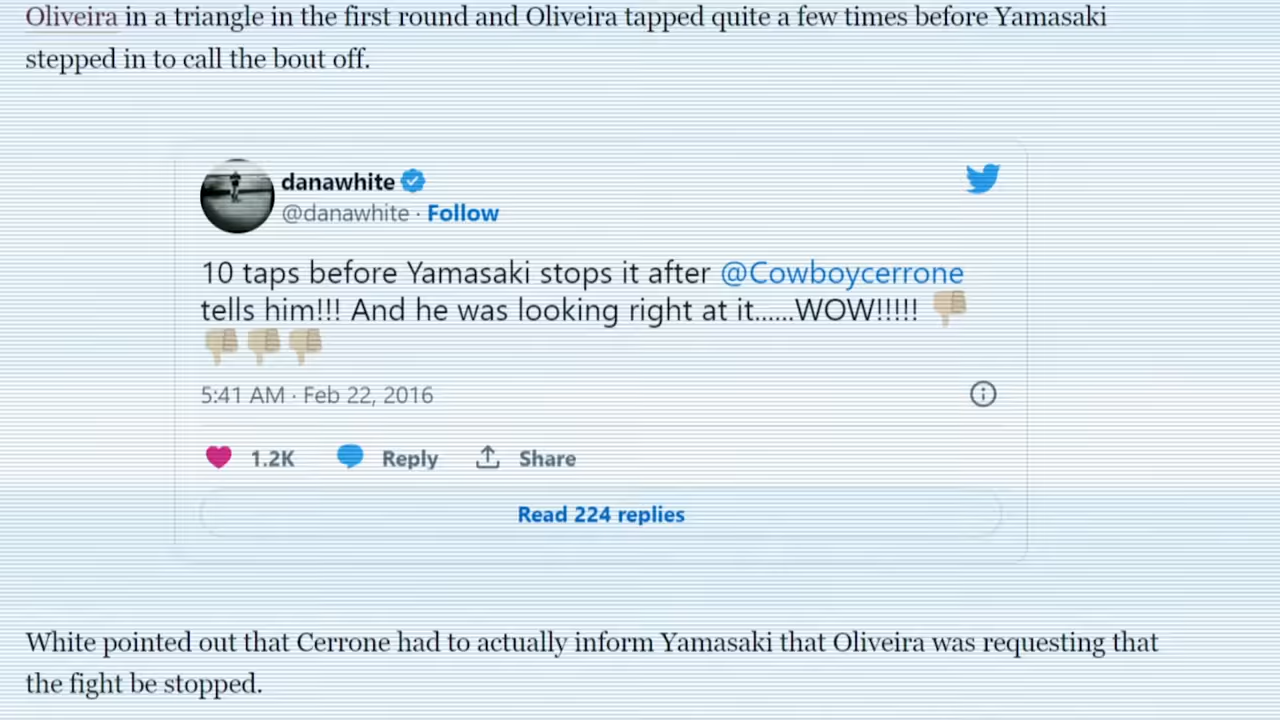 Oliveira in a triangle in the first round and Oliveira tapped quite a few times before Yamasaki
stepped in to call the bout off.
danawhite
@danawhite · Follow
10 taps before Yamasaki stops it after @Cowboycerrone
tells him!!! And he was looking right at it......WOW!!!!! 👎🏼
👎🏼👎🏼👎🏼
5:41 AM · Feb 22, 2016
1.2K Reply Share
Read 224 replies
White pointed out that Cerrone had to actually inform Yamasaki that Oliveira was requesting that
the fight be stopped.